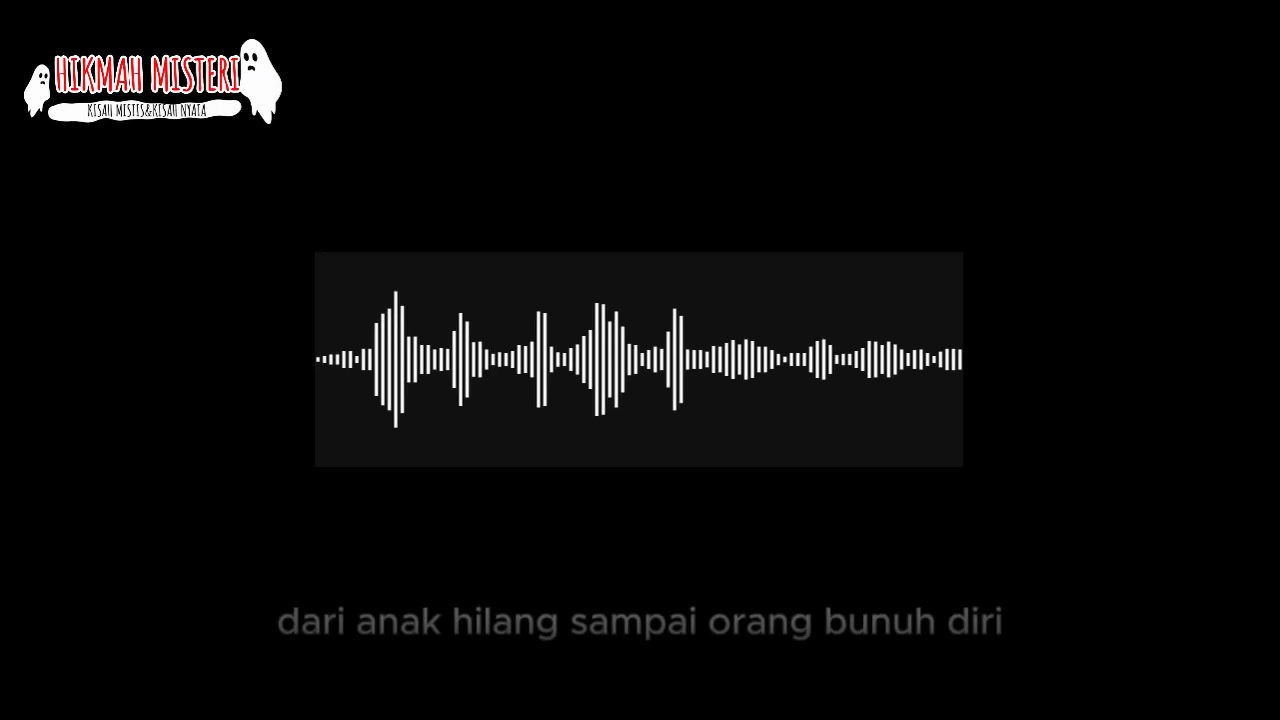 HIKMAH MISTERI
KISAH MISTIS&KISAH NYATA
dari anak hilang sampai orang bunuh diri